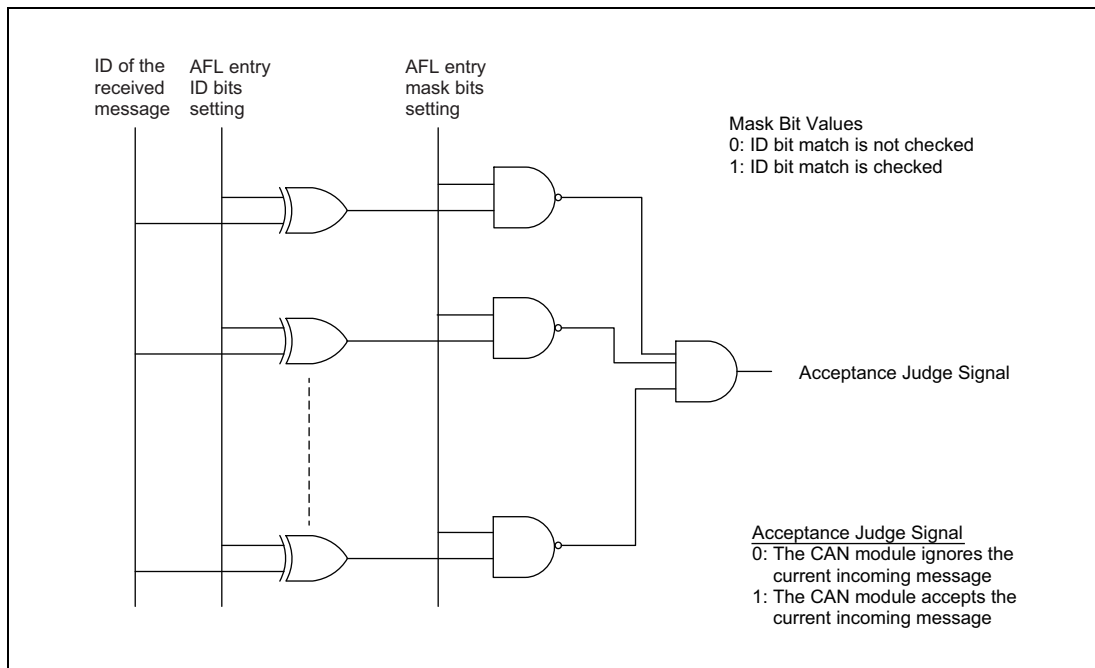 ID of the
received
message
AFL entry
ID bits
setting
AFL entry
mask bits
setting
Mask Bit Values
0: ID bit match is not checked
1: ID bit match is checked
Acceptance Judge Signal
Acceptance Judge Signal
0: The CAN module ignores the
current incoming message
1: The CAN module accepts the
current incoming message